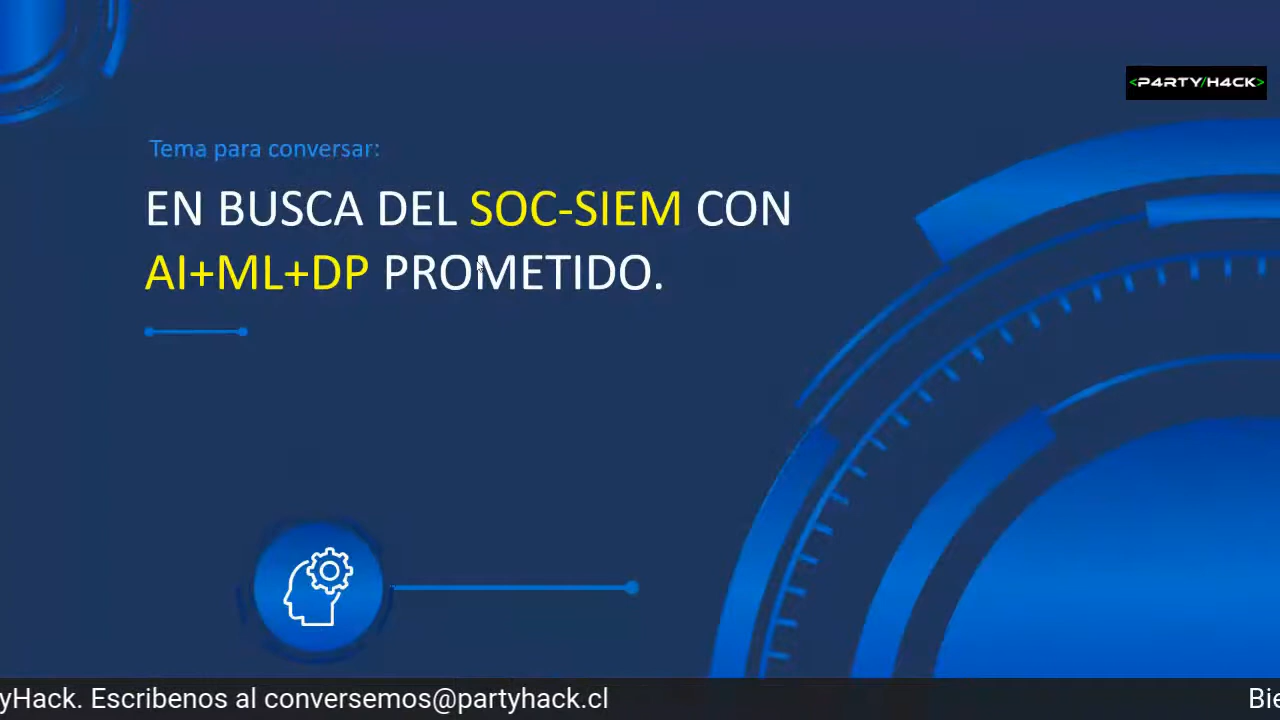 <P4RTY/H4CK>
Tema para conversar:
EN BUSCA DEL SOC-SIEM CON
AI+ML+DP PROMETIDO.
yHack. Escribenos al conversemos@partyhack.cl Bie